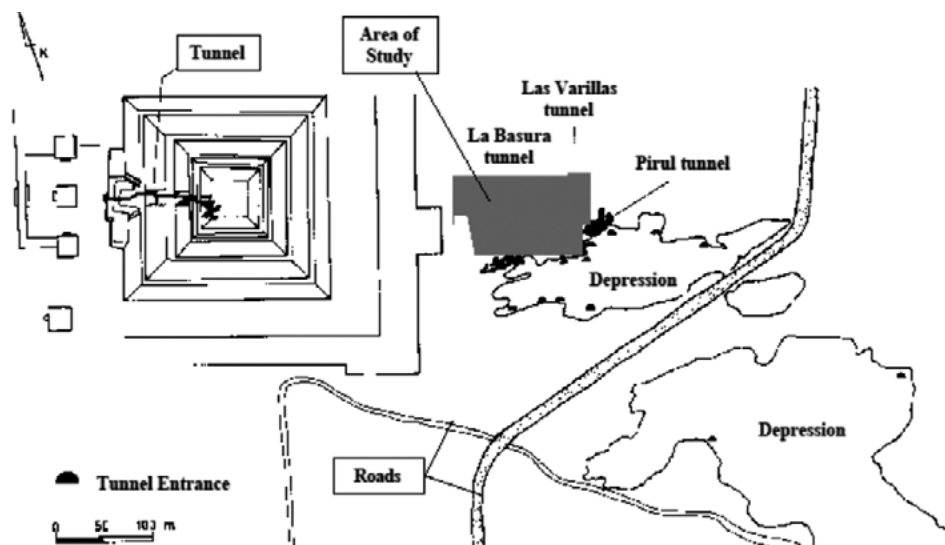 Tunnel
Area of
Study
Las Varillas
tunnel
La Basura
tunnel
Pirul tunnel
Depression
Depression
Roads
Tunnel Entrance
0 50 100 m